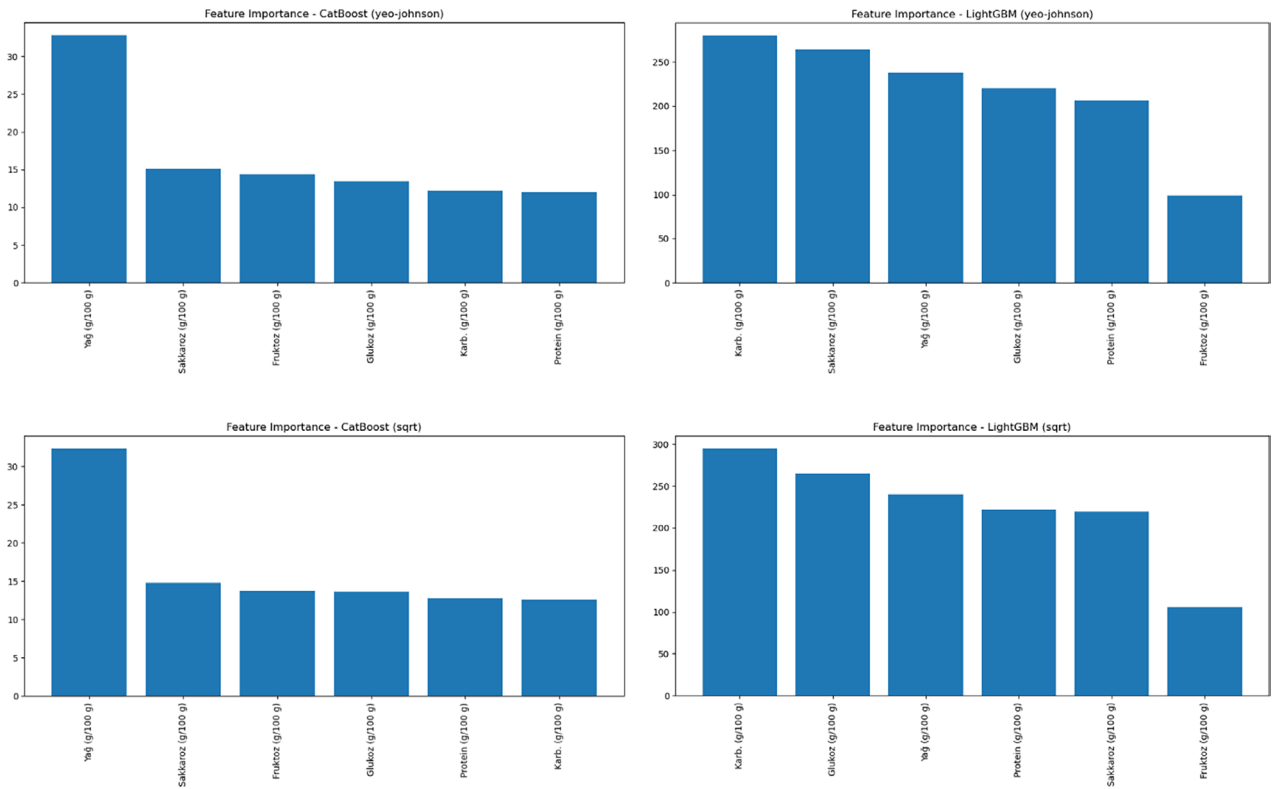 Feature Importance - CatBoost (yeo-johnson)
30
25
20
15
10
5
0
Yağ (g/100 g)
Sakkaroz (g/100 g)
Fruktoz (g/100 g)
Glukoz (g/100 g)
Karb. (g/100 g)
Protein (g/100 g)
Feature Importance - LightGBM (yeo-johnson)
250
200
150
100
50
0
Karb. (g/100 g)
Sakkaroz (g/100 g)
Yağ (g/100 g)
Glukoz (g/100 g)
Protein (g/100 g)
Fruktoz (g/100 g)
Feature Importance - CatBoost (sqrt)
30
25
20
15
10
5
0
Yağ (g/100 g)
Sakkaroz (g/100 g)
Fruktoz (g/100 g)
Glukoz (g/100 g)
Protein (g/100 g)
Karb. (g/100 g)
Feature Importance - LightGBM (sqrt)
300
250
200
150
100
50
0
Karb. (g/100 g)
Glukoz (g/100 g)
Yağ (g/100 g)
Protein (g/100 g)
Sakkaroz (g/100 g)
Fruktoz (g/100 g)